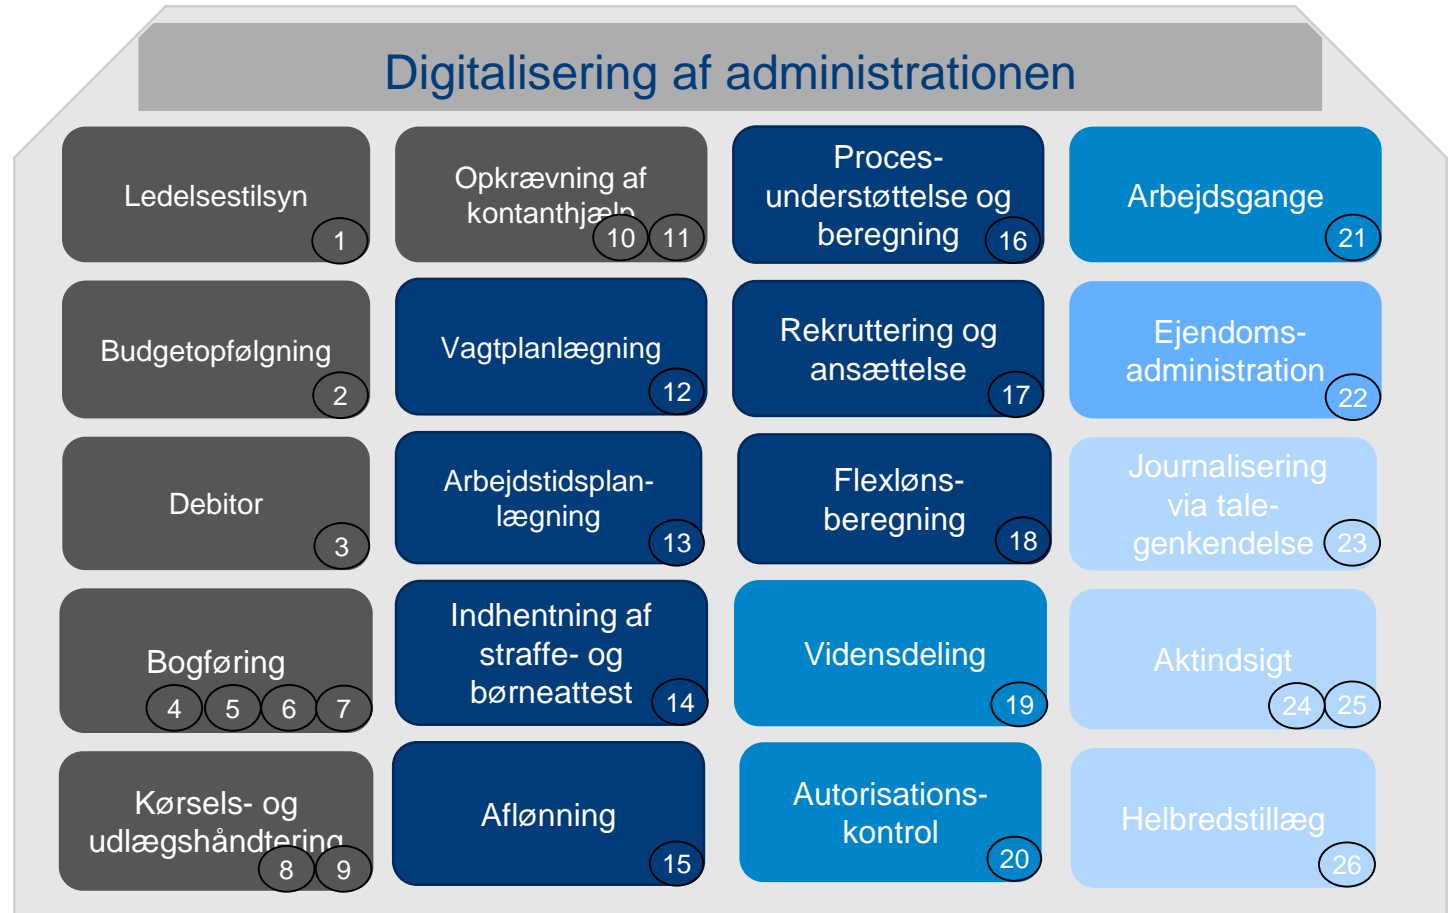 Digitalisering af administrationen
Ledelsestilsyn
1
Budgetopfølgning
2
Debitor
3
Bogføring
4 5 6 7
Kørsels- og
udlægshåndtering
8 9
Opkrævning af
kontanthjælp
10 11
Vagtplanlægning
12
Arbejdstidsplan-
lægning
13
Indhentning af
straffe- og
børneattest
14
Aflønning
15
Proces-
understøttelse og
beregning
16
Rekruttering og
ansættelse
17
Flexløns-
beregning
18
Vidensdeling
19
Autorisations-
kontrol
20
Arbejdsgange
21
Ejendoms-
administration
22
Journalisering
via tale-
genkendelse
23
Aktindsigt
24 25
Helbredstillæg
26